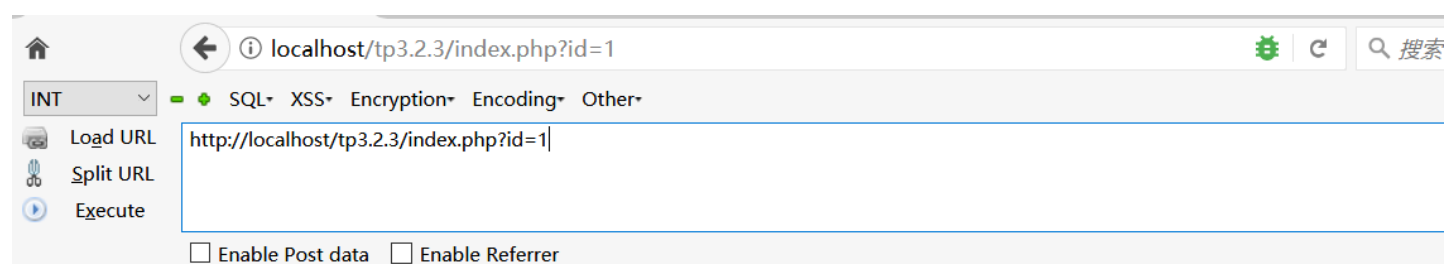 localhost/tp3.2.3/index.php?id=1 搜索
INT SQL XSS Encryption Encoding Other
Load URL http://localhost/tp3.2.3/index.php?id=1
Split URL
Execute
Enable Post data Enable Referrer